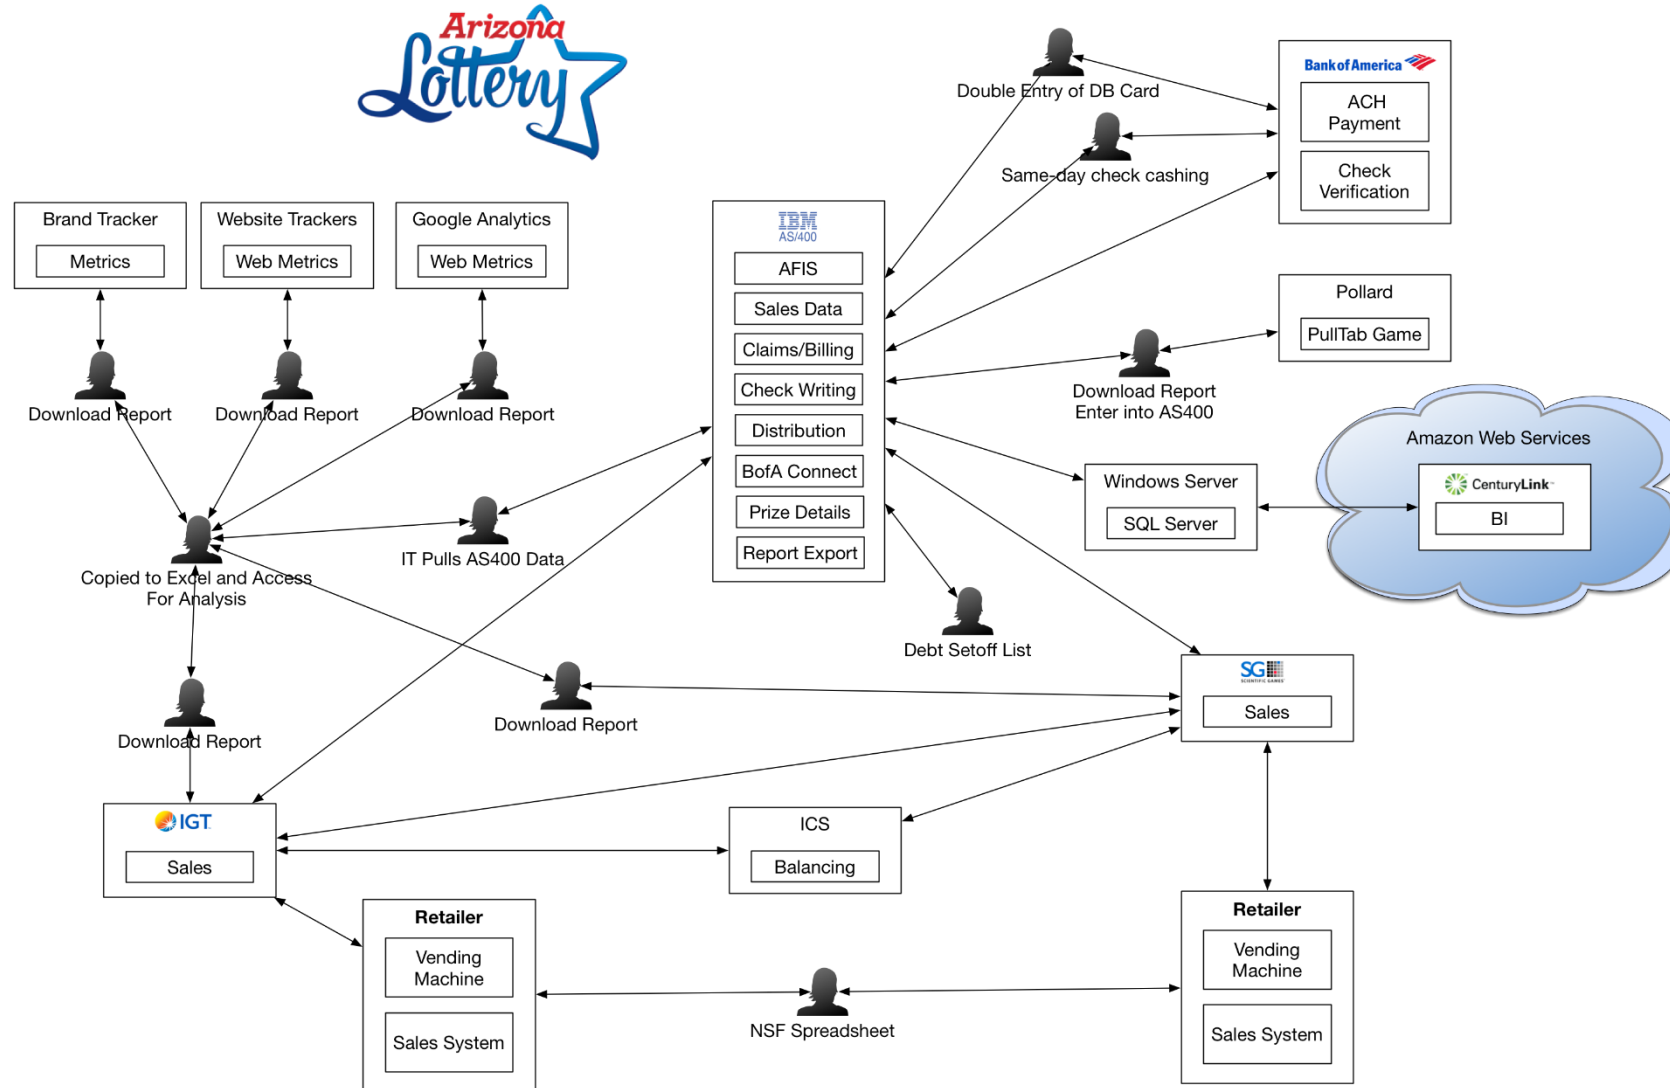 Arizona
Lottery
Double Entry of DB Card
Bank of America
ACH
Payment
Check
Verification
Same-day check cashing
Brand Tracker
Metrics
Website Trackers
Web Metrics
Google Analytics
Web Metrics
IBM
AS/400
AFIS
Sales Data
Claims/Billing
Check Writing
Distribution
BofA Connect
Prize Details
Report Export
Pollard
PullTab Game
Download Report
Download Report
Download Report
Download Report
Enter into AS400
Amazon Web Services
CenturyLink
BI
Windows Server
SQL Server
IT Pulls AS400 Data
Copied to Excel and Access
For Analysis
Debt Setoff List
SG
SCIENTIFIC GAMES
Sales
Download Report
Download Report
IGT
Sales
ICS
Balancing
Retailer
Vending
Machine
Sales System
NSF Spreadsheet
Retailer
Vending
Machine
Sales System